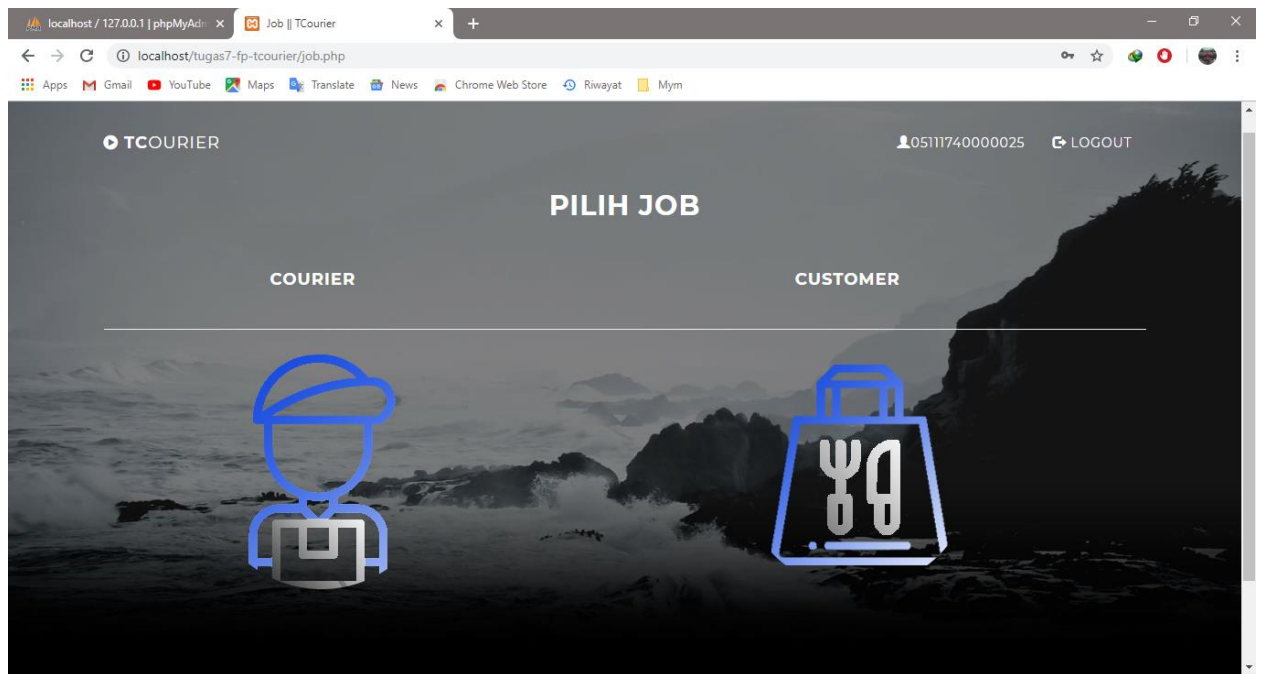 localhost / 127.0.0.1 | phpMyAdm
Job || TCourier
localhost/tugas7-fp-tcourier/job.php
Apps Gmail YouTube Maps Translate News Chrome Web Store Riwayat Mym
TCOURIER
05111740000025 LOGOUT
PILIH JOB
COURIER CUSTOMER